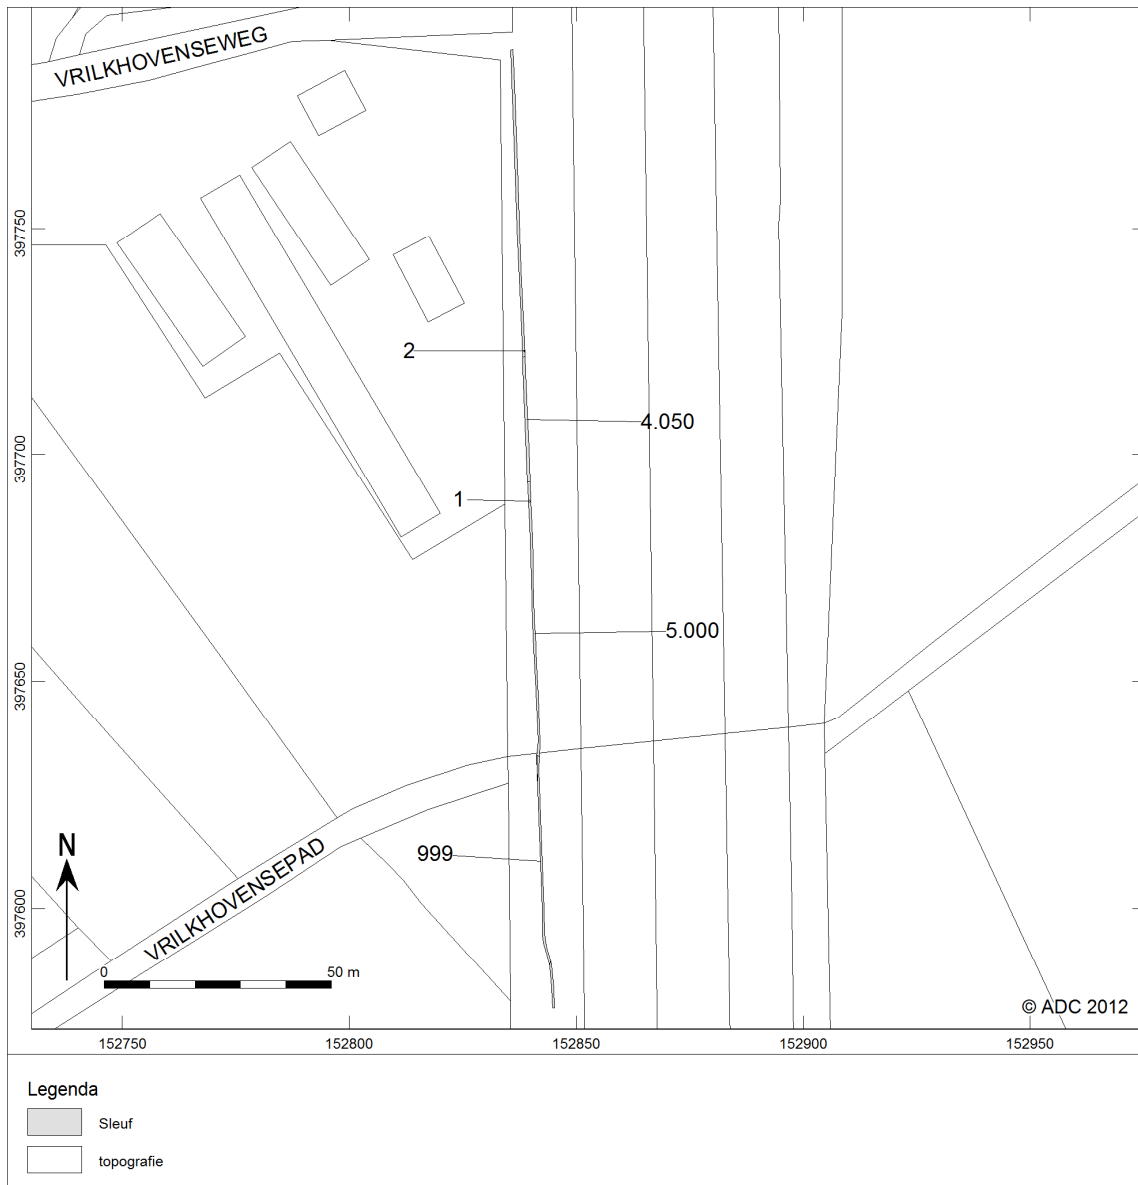 VRILKHOVENSEWEG
397750
2
4.050
397700
1
397650
5.000
N
999
397600
VRILKHOVENSEPAD
0 50 m
© ADC 2012
152750 152800 152850 152900 152950
Legenda
Sleuf
topografie